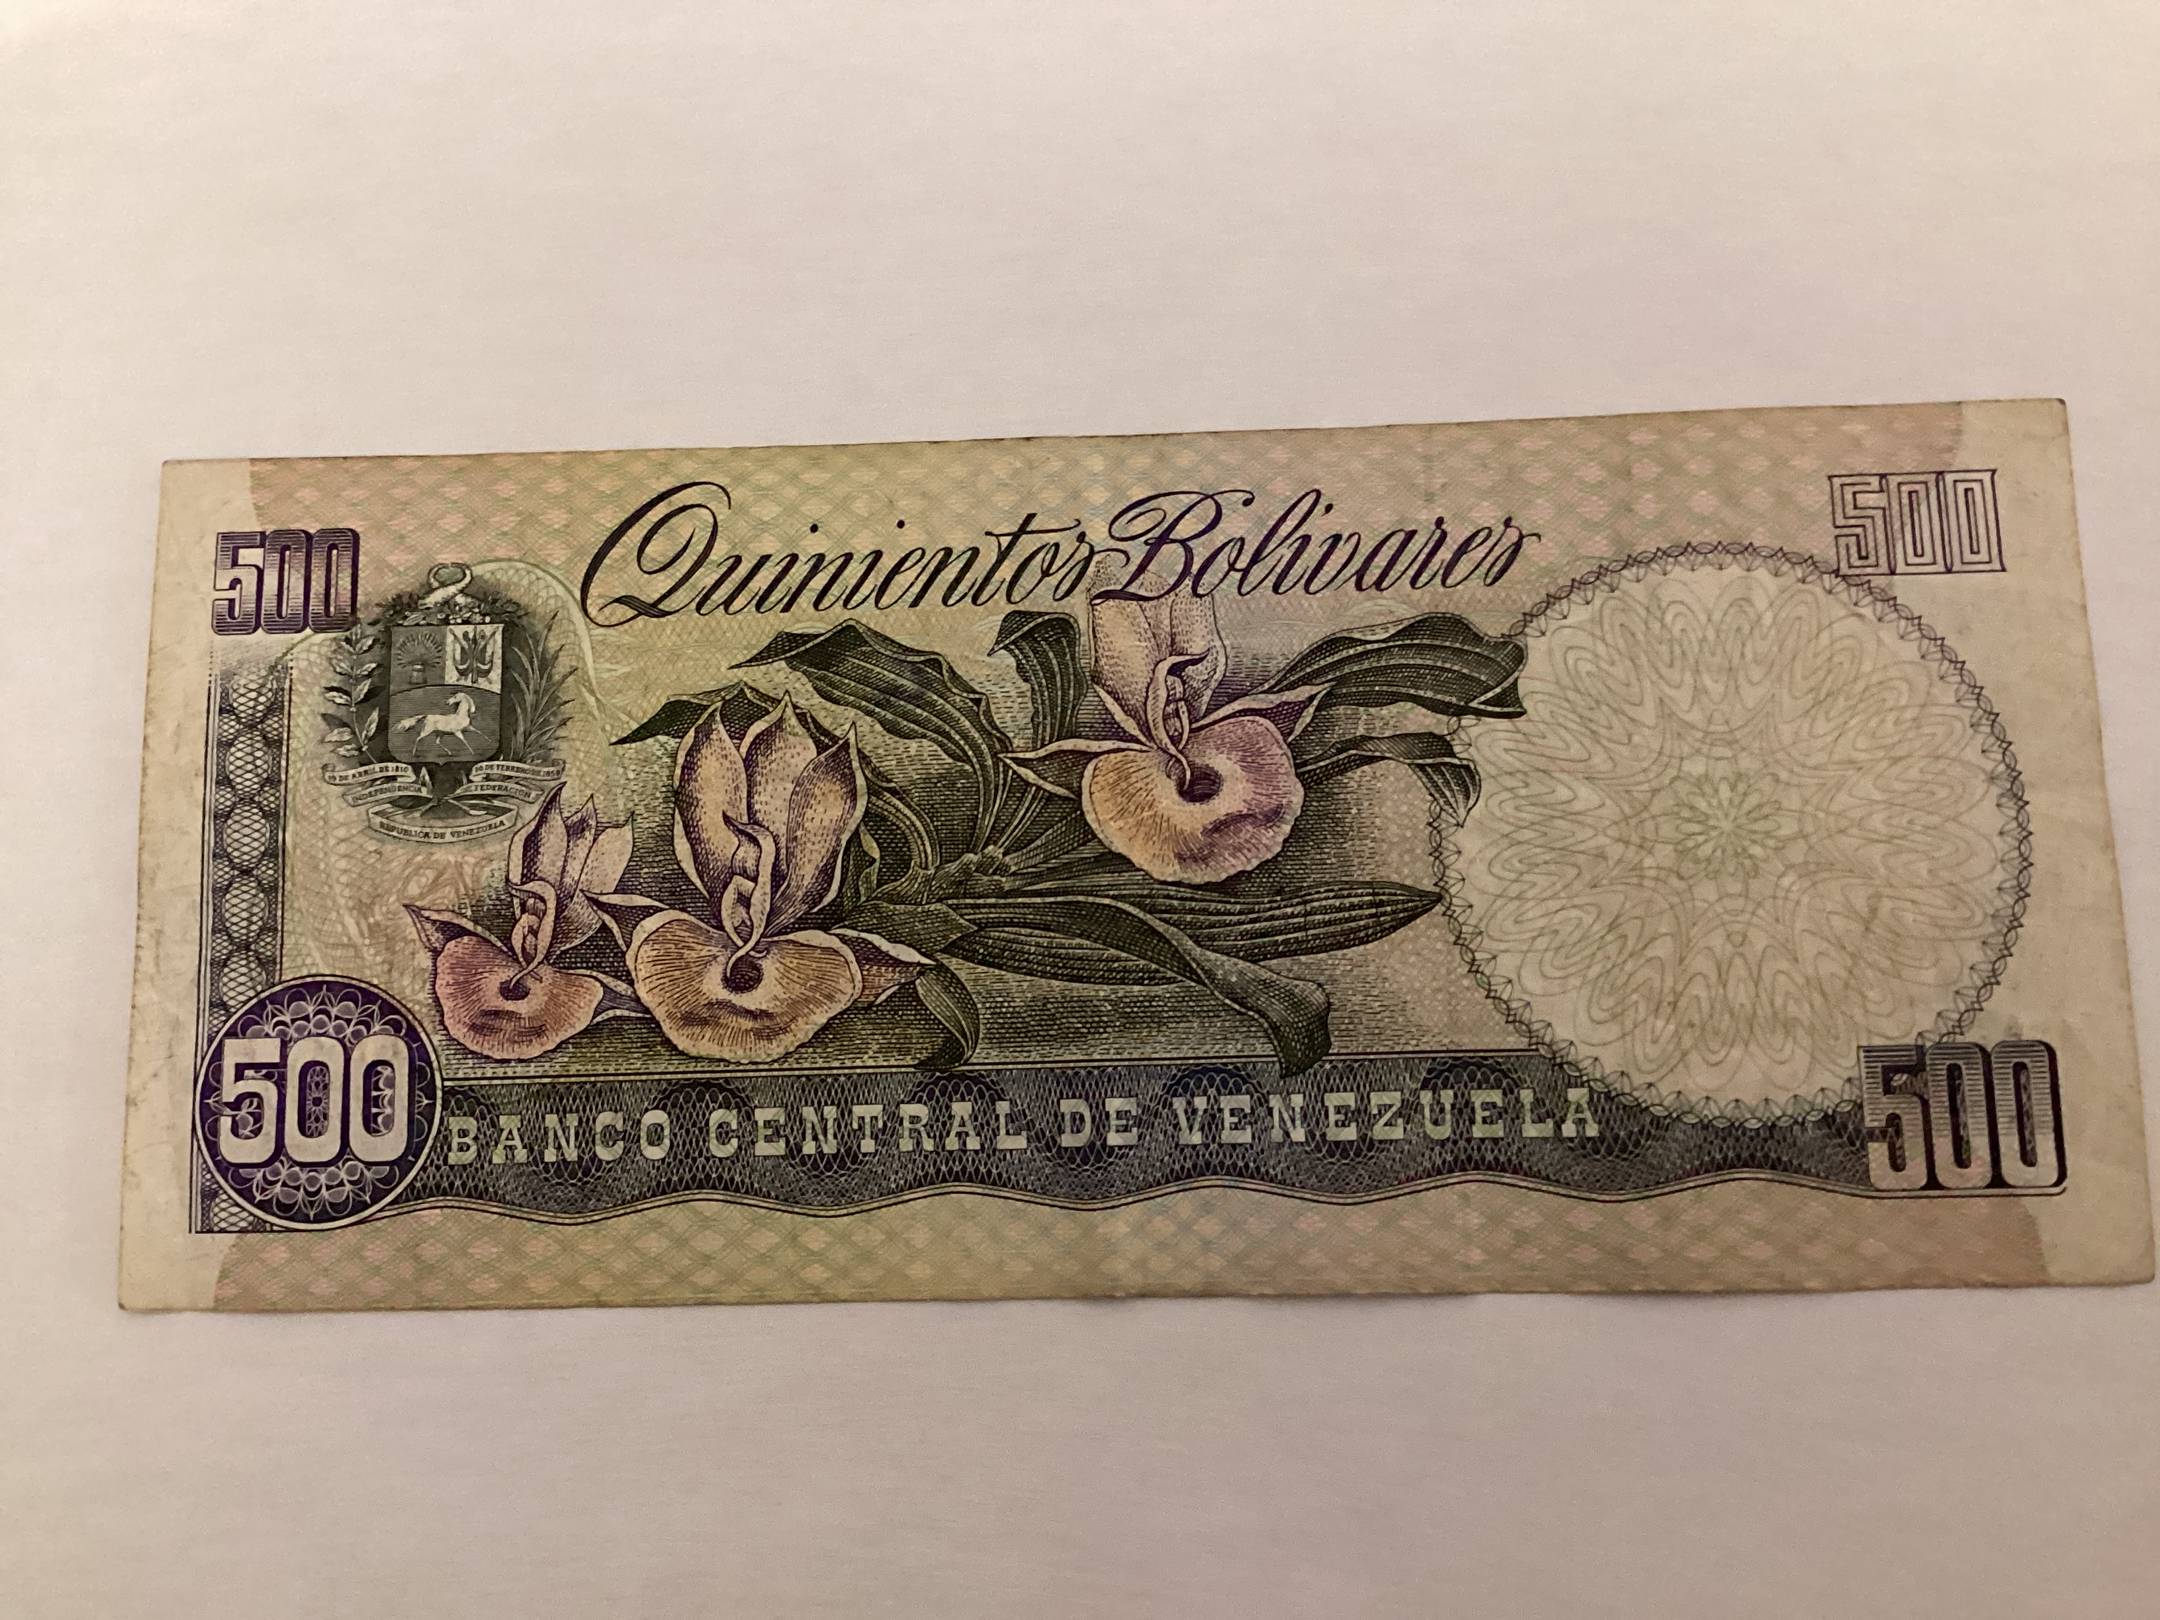 Quinientos Bolivares
500
500
19 DE ABRIL DE 1810
20 DE FEBRERO DE 1859
INDEPENDENCIA
FEDERACION
REPUBLICA DE VENEZUELA
500
BANCO CENTRAL DE VENEZUELA
500